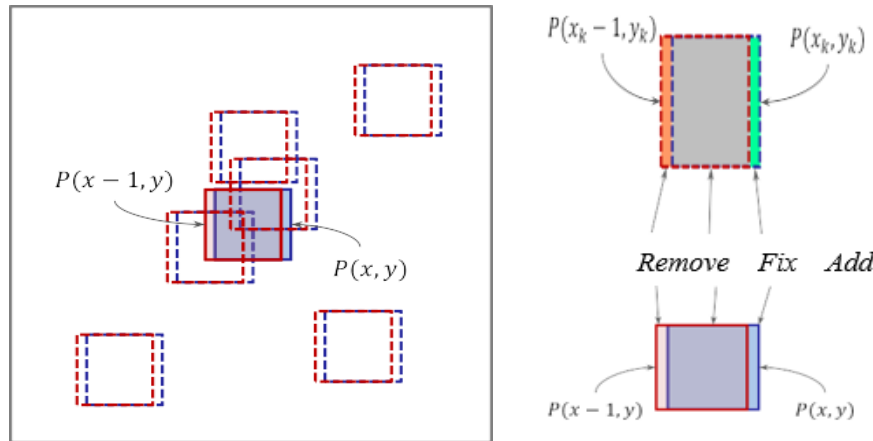 P(x − 1, y)
P(x, y)
P(x_k − 1, y_k)
P(x_k, y_k)
Remove Fix Add
P(x − 1, y)
P(x, y)